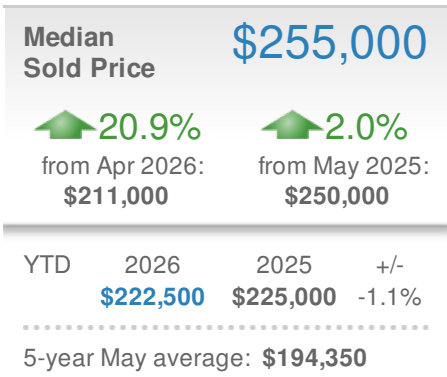 Median
Sold Price
$255,000
20.9%
from Apr 2026:
$211,000
2.0%
from May 2025:
$250,000
YTD 2026 2025 +/-
$222,500 $225,000 -1.1%
5-year May average: $194,350